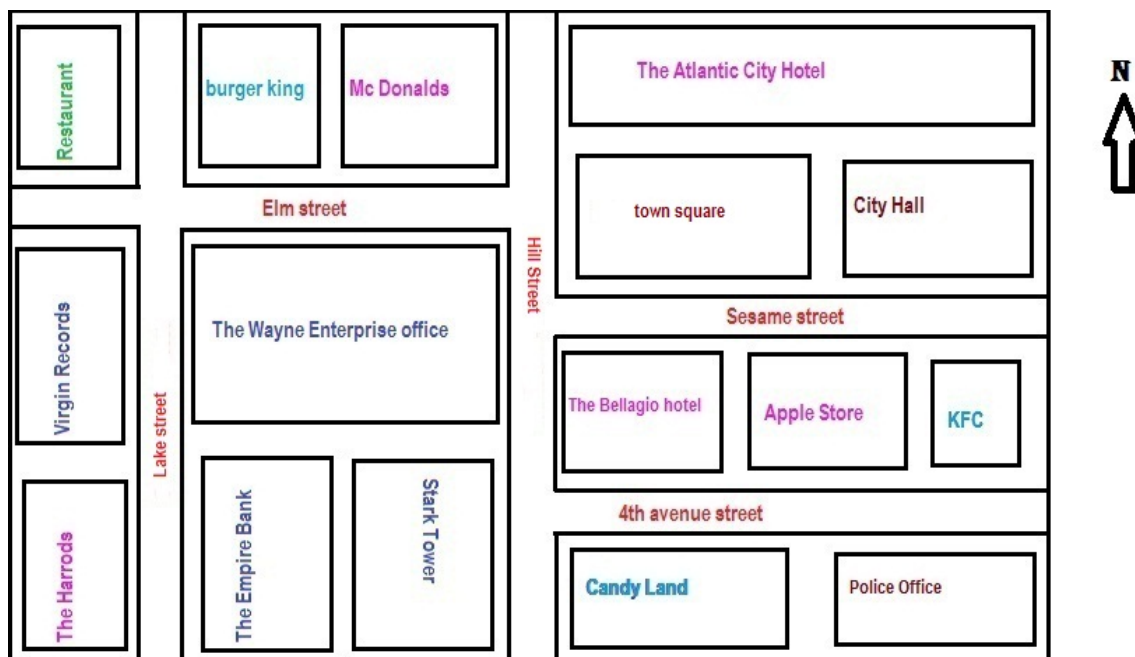 Restaurant
burger king
Mc Donalds
The Atlantic City Hotel
N
Elm street
town square
City Hall
Hill Street
Virgin Records
The Wayne Enterprise office
Sesame street
Lake street
The Bellagio hotel
Apple Store
KFC
The Harrods
The Empire Bank
Stark Tower
4th avenue street
Candy Land
Police Office